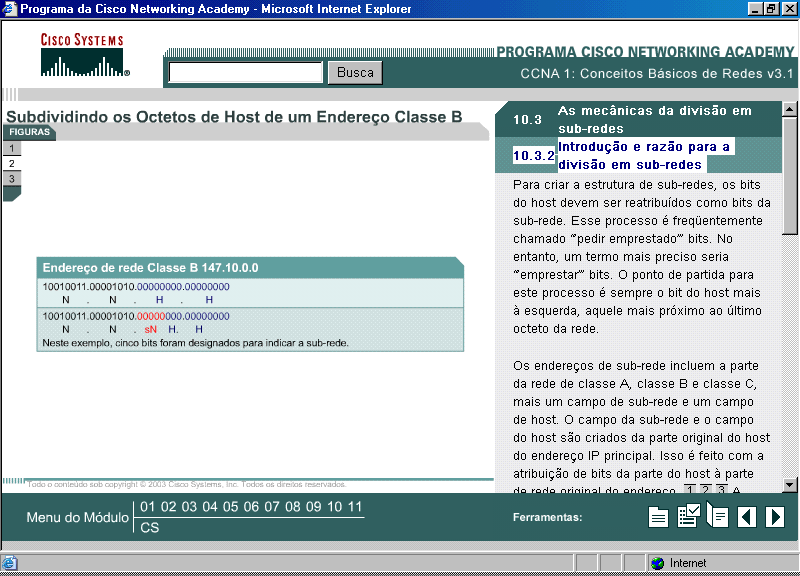 Programa da Cisco Networking Academy - Microsoft Internet Explorer
CISCO SYSTEMS
Busca
PROGRAMA CISCO NETWORKING ACADEMY
CCNA 1: Conceitos Básicos de Redes v3.1
Subdividindo os Octetos de Host de um Endereço Classe B
FIGURAS
1
2
3
Endereço de rede Classe B 147.10.0.0
10010011.00001010.00000000.00000000
N . N . H . H
10010011.00001010.00000000.00000000
N . N . sN H. H
Neste exemplo, cinco bits foram designados para indicar a sub-rede.
10.3 As mecânicas da divisão em
sub-redes
10.3.2 Introdução e razão para a
divisão em sub-redes
Para criar a estrutura de sub-redes, os bits
do host devem ser reatribuídos como bits da
sub-rede. Esse processo é freqüentemente
chamado “pedir emprestado” bits. No
entanto, um termo mais preciso seria
“emprestar” bits. O ponto de partida para
este processo é sempre o bit do host mais
à esquerda, aquele mais próximo ao último
octeto da rede.
Os endereços de sub-rede incluem a parte
da rede de classe A, classe B e classe C,
mais um campo de sub-rede e um campo
de host. O campo da sub-rede e o campo
do host são criados da parte original do host
do endereço IP principal. Isso é feito com a
atribuição de bits da parte do host à parte
de rede original do endereço. 1 2 3 A
Todo o conteúdo sob copyright © 2003 Cisco Systems, Inc. Todos os direitos reservados.
Menu do Módulo
01 02 03 04 05 06 07 08 09 10 11
CS
Ferramentas:
Internet